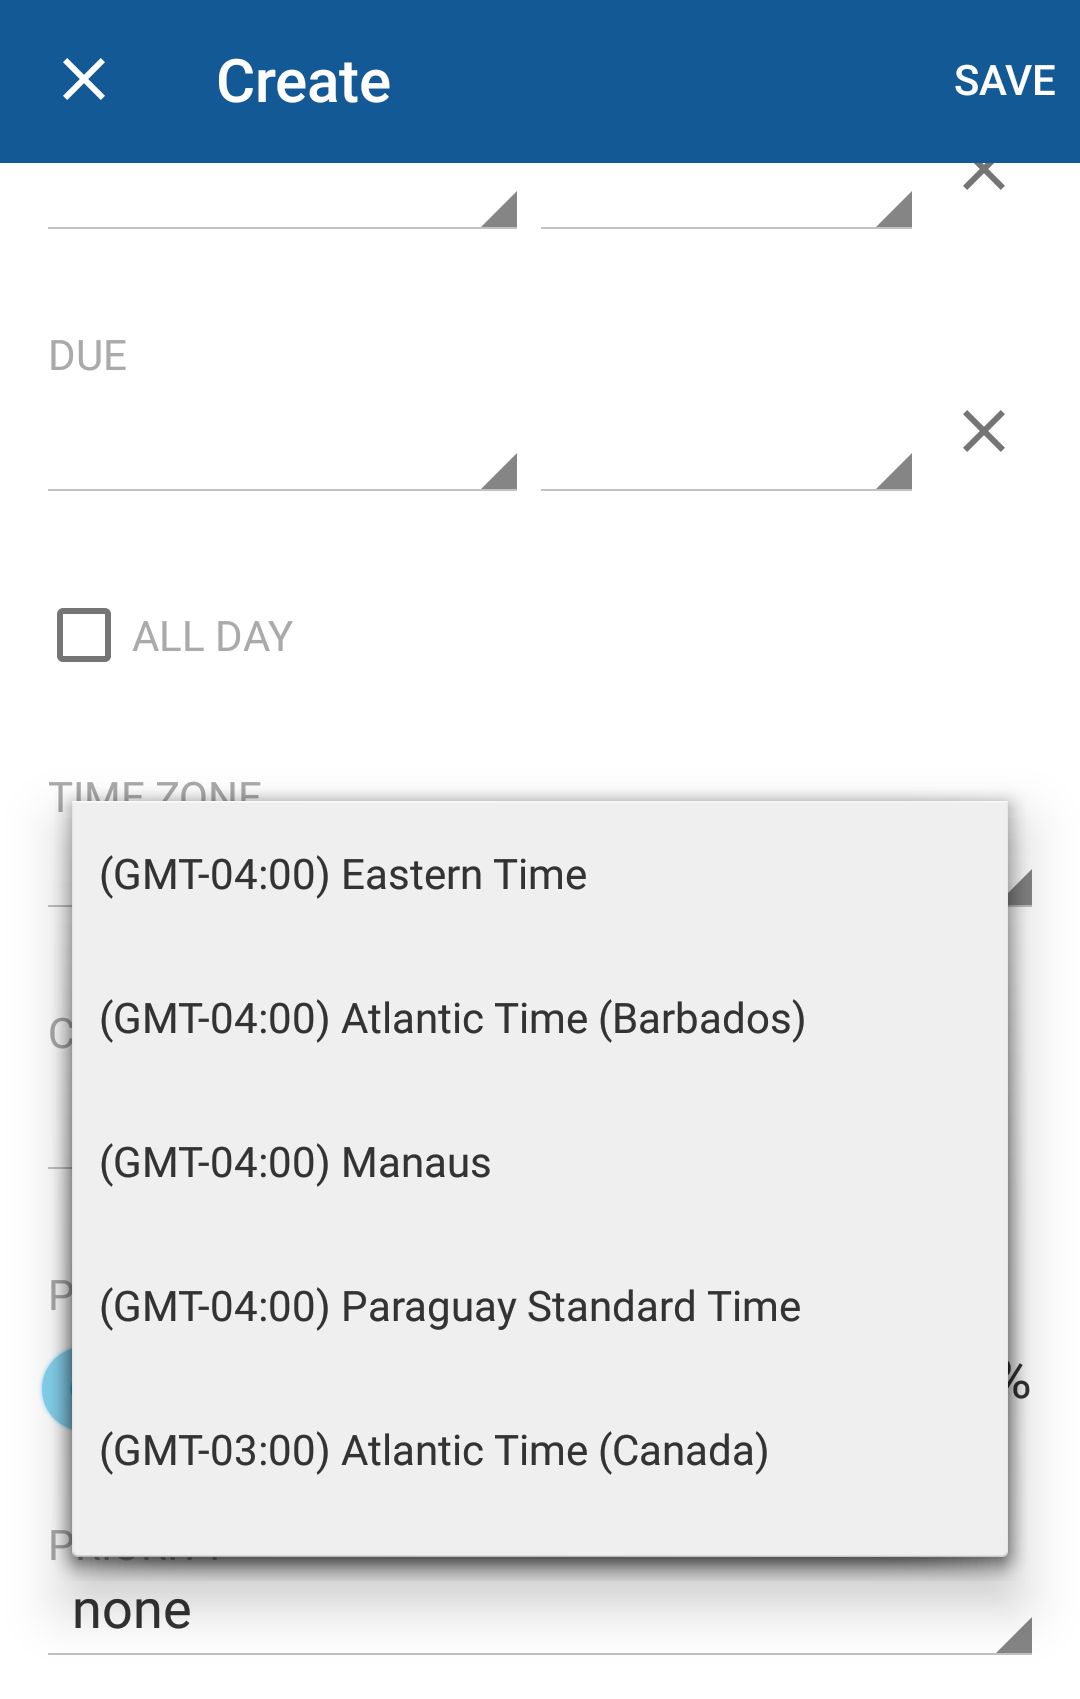 Create
SAVE
DUE
ALL DAY
TIME ZONE
(GMT-04:00) Eastern Time
(GMT-04:00) Atlantic Time (Barbados)
(GMT-04:00) Manaus
(GMT-04:00) Paraguay Standard Time
%
(GMT-03:00) Atlantic Time (Canada)
PRIORITY
none